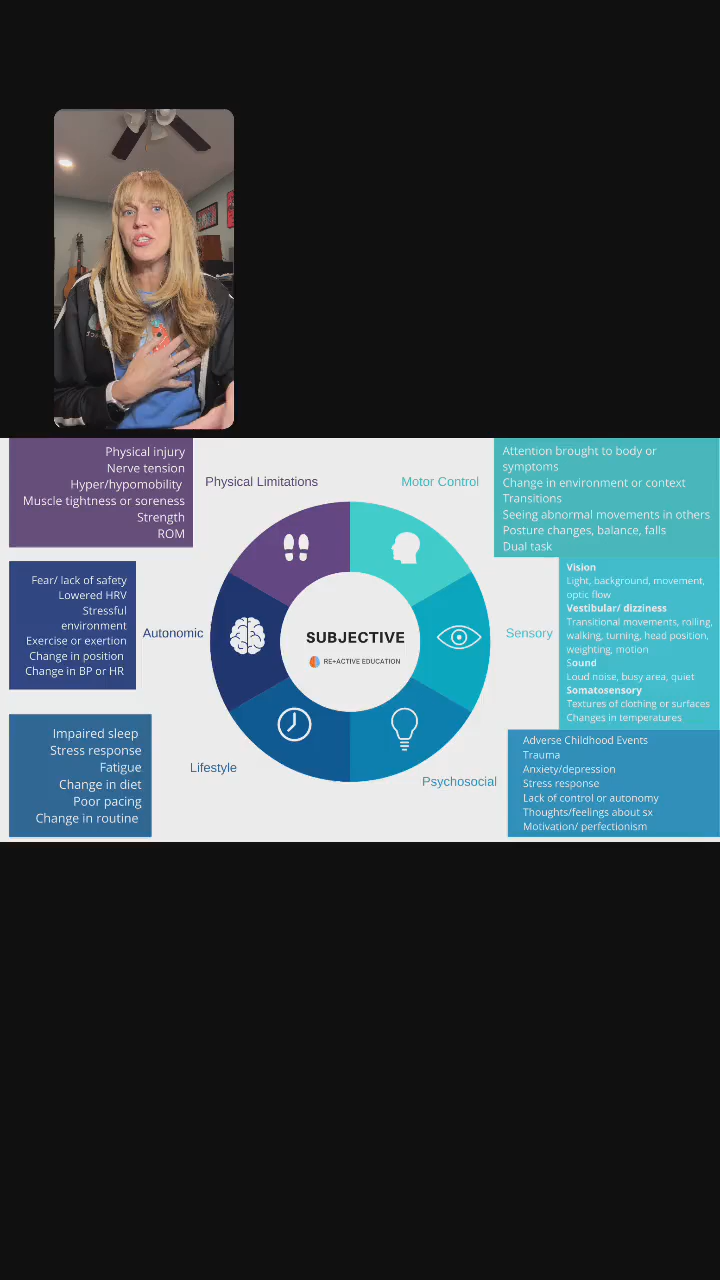 Physical injury
Nerve tension
Hyper/hypomobility
Muscle tightness or soreness
Strength
ROM
Physical Limitations
Motor Control
Attention brought to body or
symptoms
Change in environment or context
Transitions
Seeing abnormal movements in others
Posture changes, balance, falls
Dual task
Fear/ lack of safety
Lowered HRV
Stressful
environment
Exercise or exertion
Change in position
Change in BP or HR
Autonomic
SUBJECTIVE
RE+ACTIVE EDUCATION
Sensory
Vision
Light, background, movement,
optic flow
Vestibular/ dizziness
Transitional movements, rolling,
walking, turning, head position,
weighting, motion
Sound
Loud noise, busy area, quiet
Somatosensory
Textures of clothing or surfaces
Changes in temperatures
Impaired sleep
Stress response
Fatigue
Change in diet
Poor pacing
Change in routine
Lifestyle
Psychosocial
Adverse Childhood Events
Trauma
Anxiety/depression
Stress response
Lack of control or autonomy
Thoughts/feelings about sx
Motivation/ perfectionism